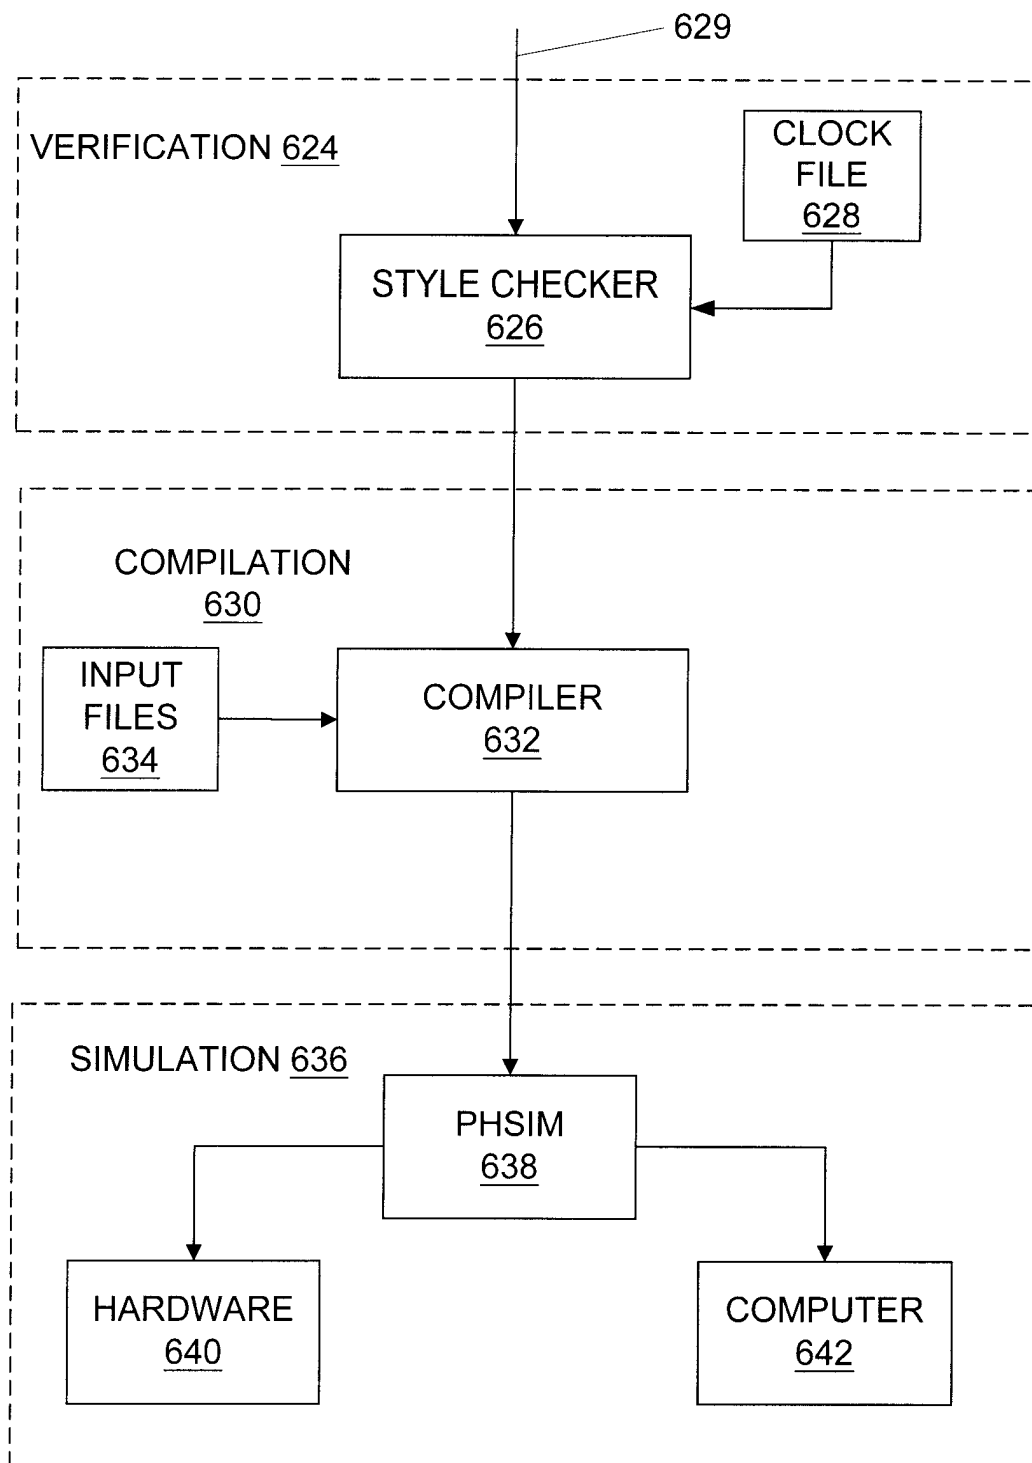 629
VERIFICATION 624
CLOCK
FILE
628
STYLE CHECKER
626
COMPILATION
630
INPUT
FILES
634
COMPILER
632
SIMULATION 636
PHSIM
638
HARDWARE
640
COMPUTER
642